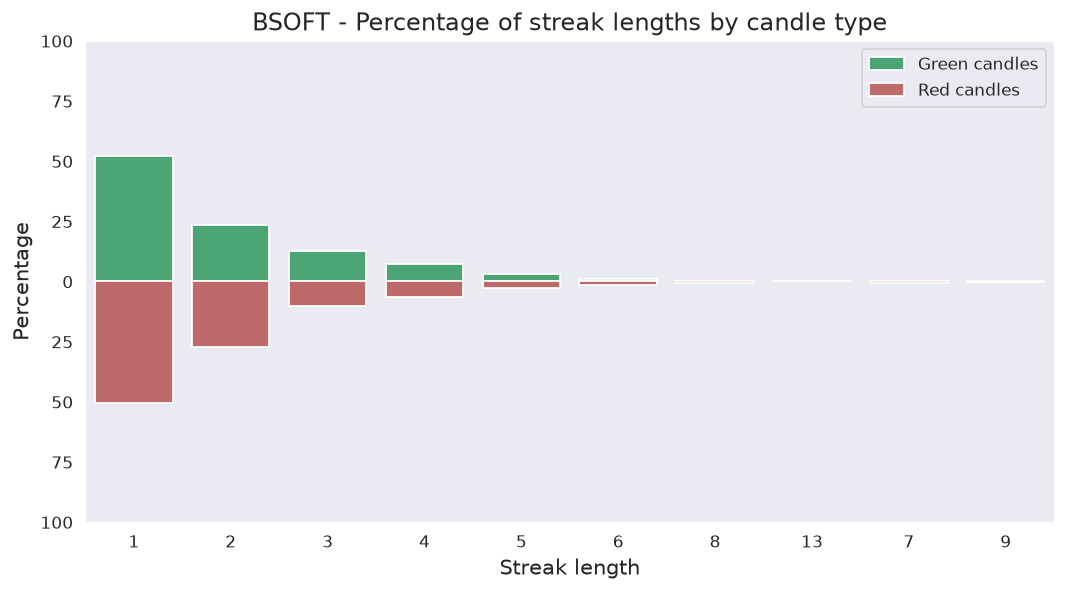 BSOFT - Percentage of streak lengths by candle type
Green candles
Red candles
Percentage
100
75
50
25
0
25
50
75
100
1 2 3 4 5 6 8 13 7 9
Streak length